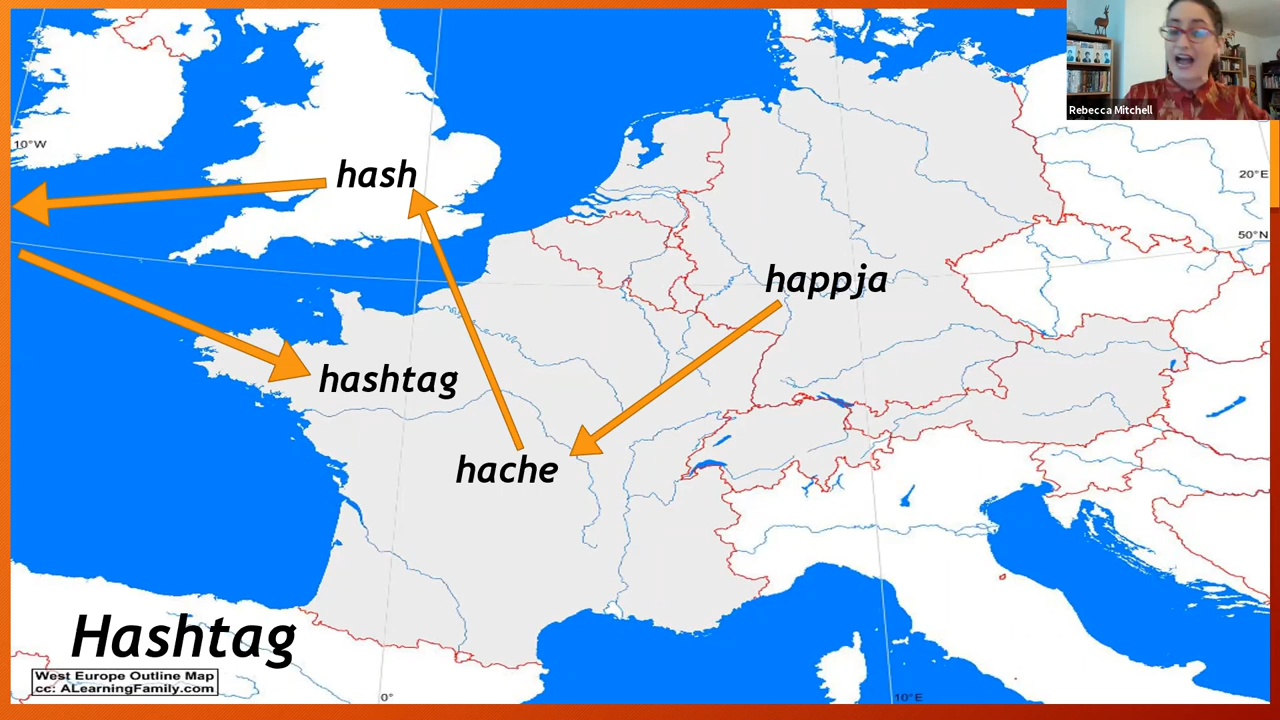 Rebecca Mitchell
10°W
hash
20°E
50°N
happja
hashtag
hache
Hashtag
West Europe Outline Map
cc: ALearningFamily.com
0°
10°E